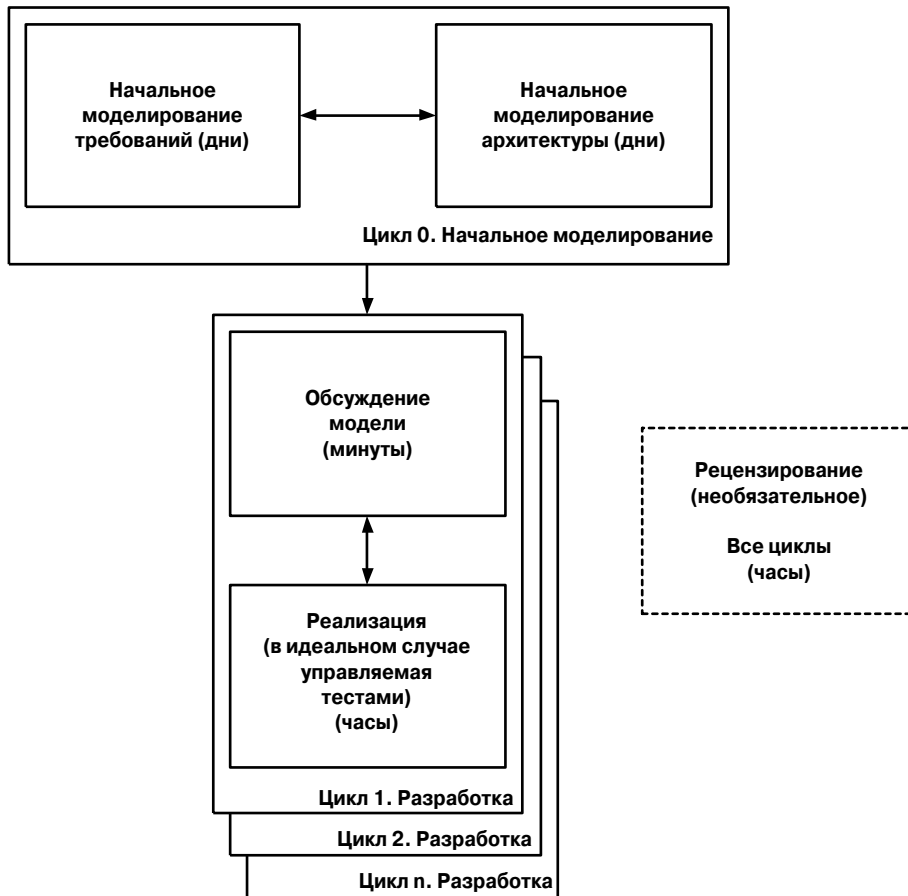 Начальное
моделирование
требований (дни)
Начальное
моделирование
архитектуры (дни)
Цикл 0. Начальное моделирование
Обсуждение
модели
(минуты)
Реализация
(в идеальном случае
управляемая
тестами)
(часы)
Цикл 1. Разработка
Цикл 2. Разработка
Цикл n. Разработка
Рецензирование
(необязательное)
Все циклы
(часы)